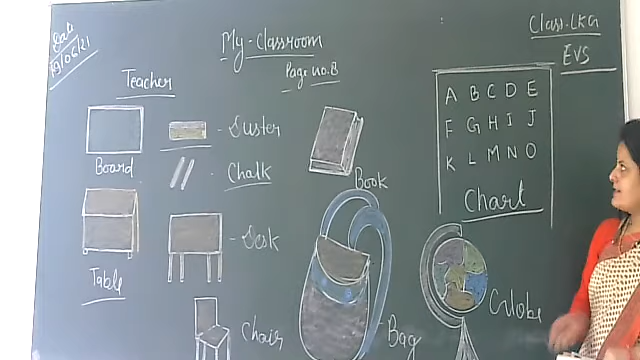 Date
19/06/21
My-Classroom
Class-LKG
EVS
Page no.8
Teacher
Board
-Duster
Chalk
Table
-Desk
Chair
Book
Bag
A B C D E
F G H I J
K L M N O
Chart
Globe